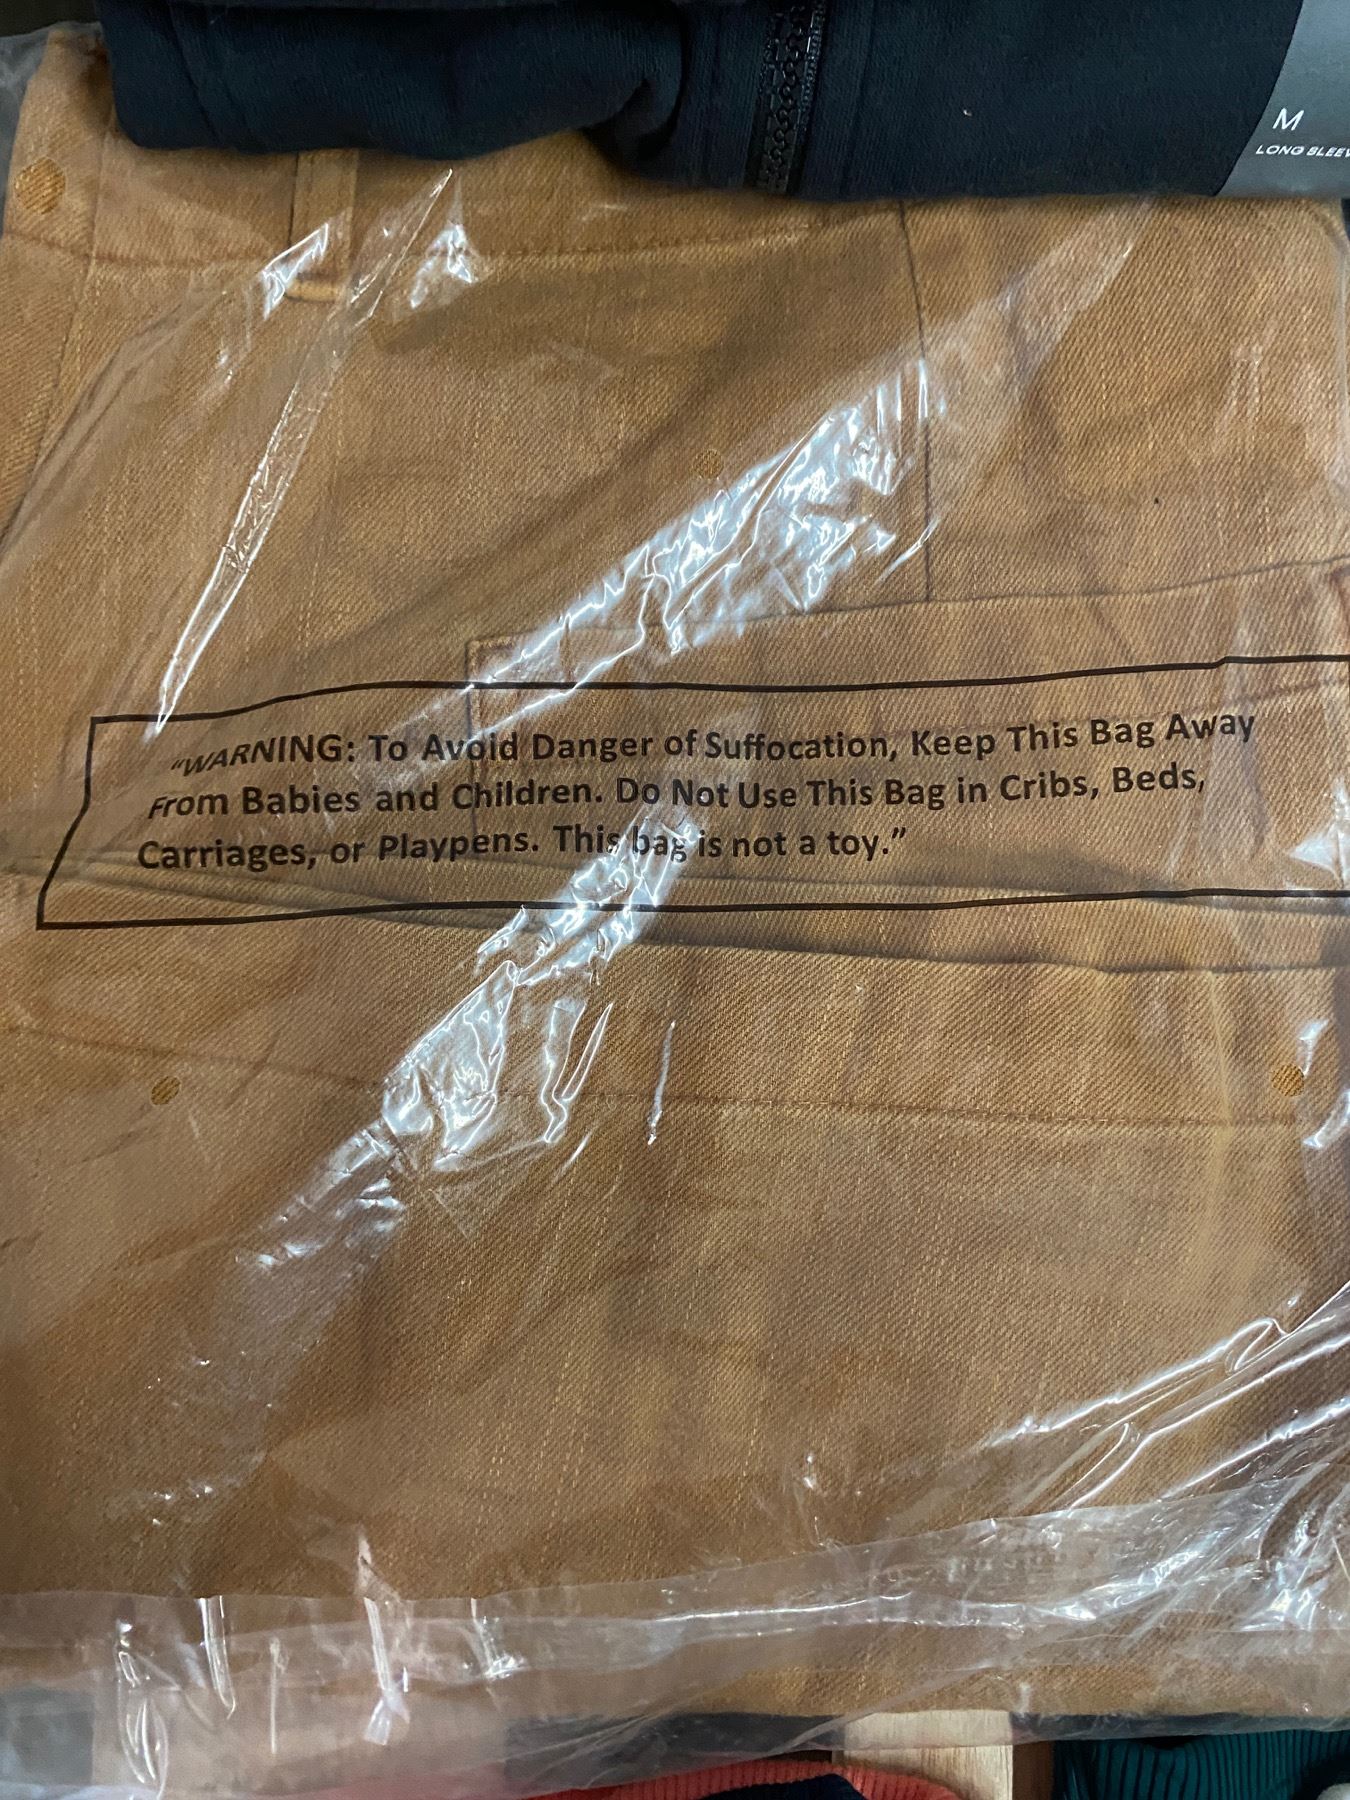 M
LONG SLEEV
“WARNING: To Avoid Danger of Suffocation, Keep This Bag Away
From Babies and Children. Do Not Use This Bag in Cribs, Beds,
Carriages, or Playpens. This bag is not a toy.”